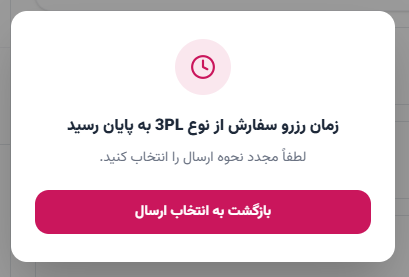 زمان رزرو سفارش از نوع 3PL به پایان رسید
لطفاً مجدد نحوه ارسال را انتخاب کنید.
بازگشت به انتخاب ارسال